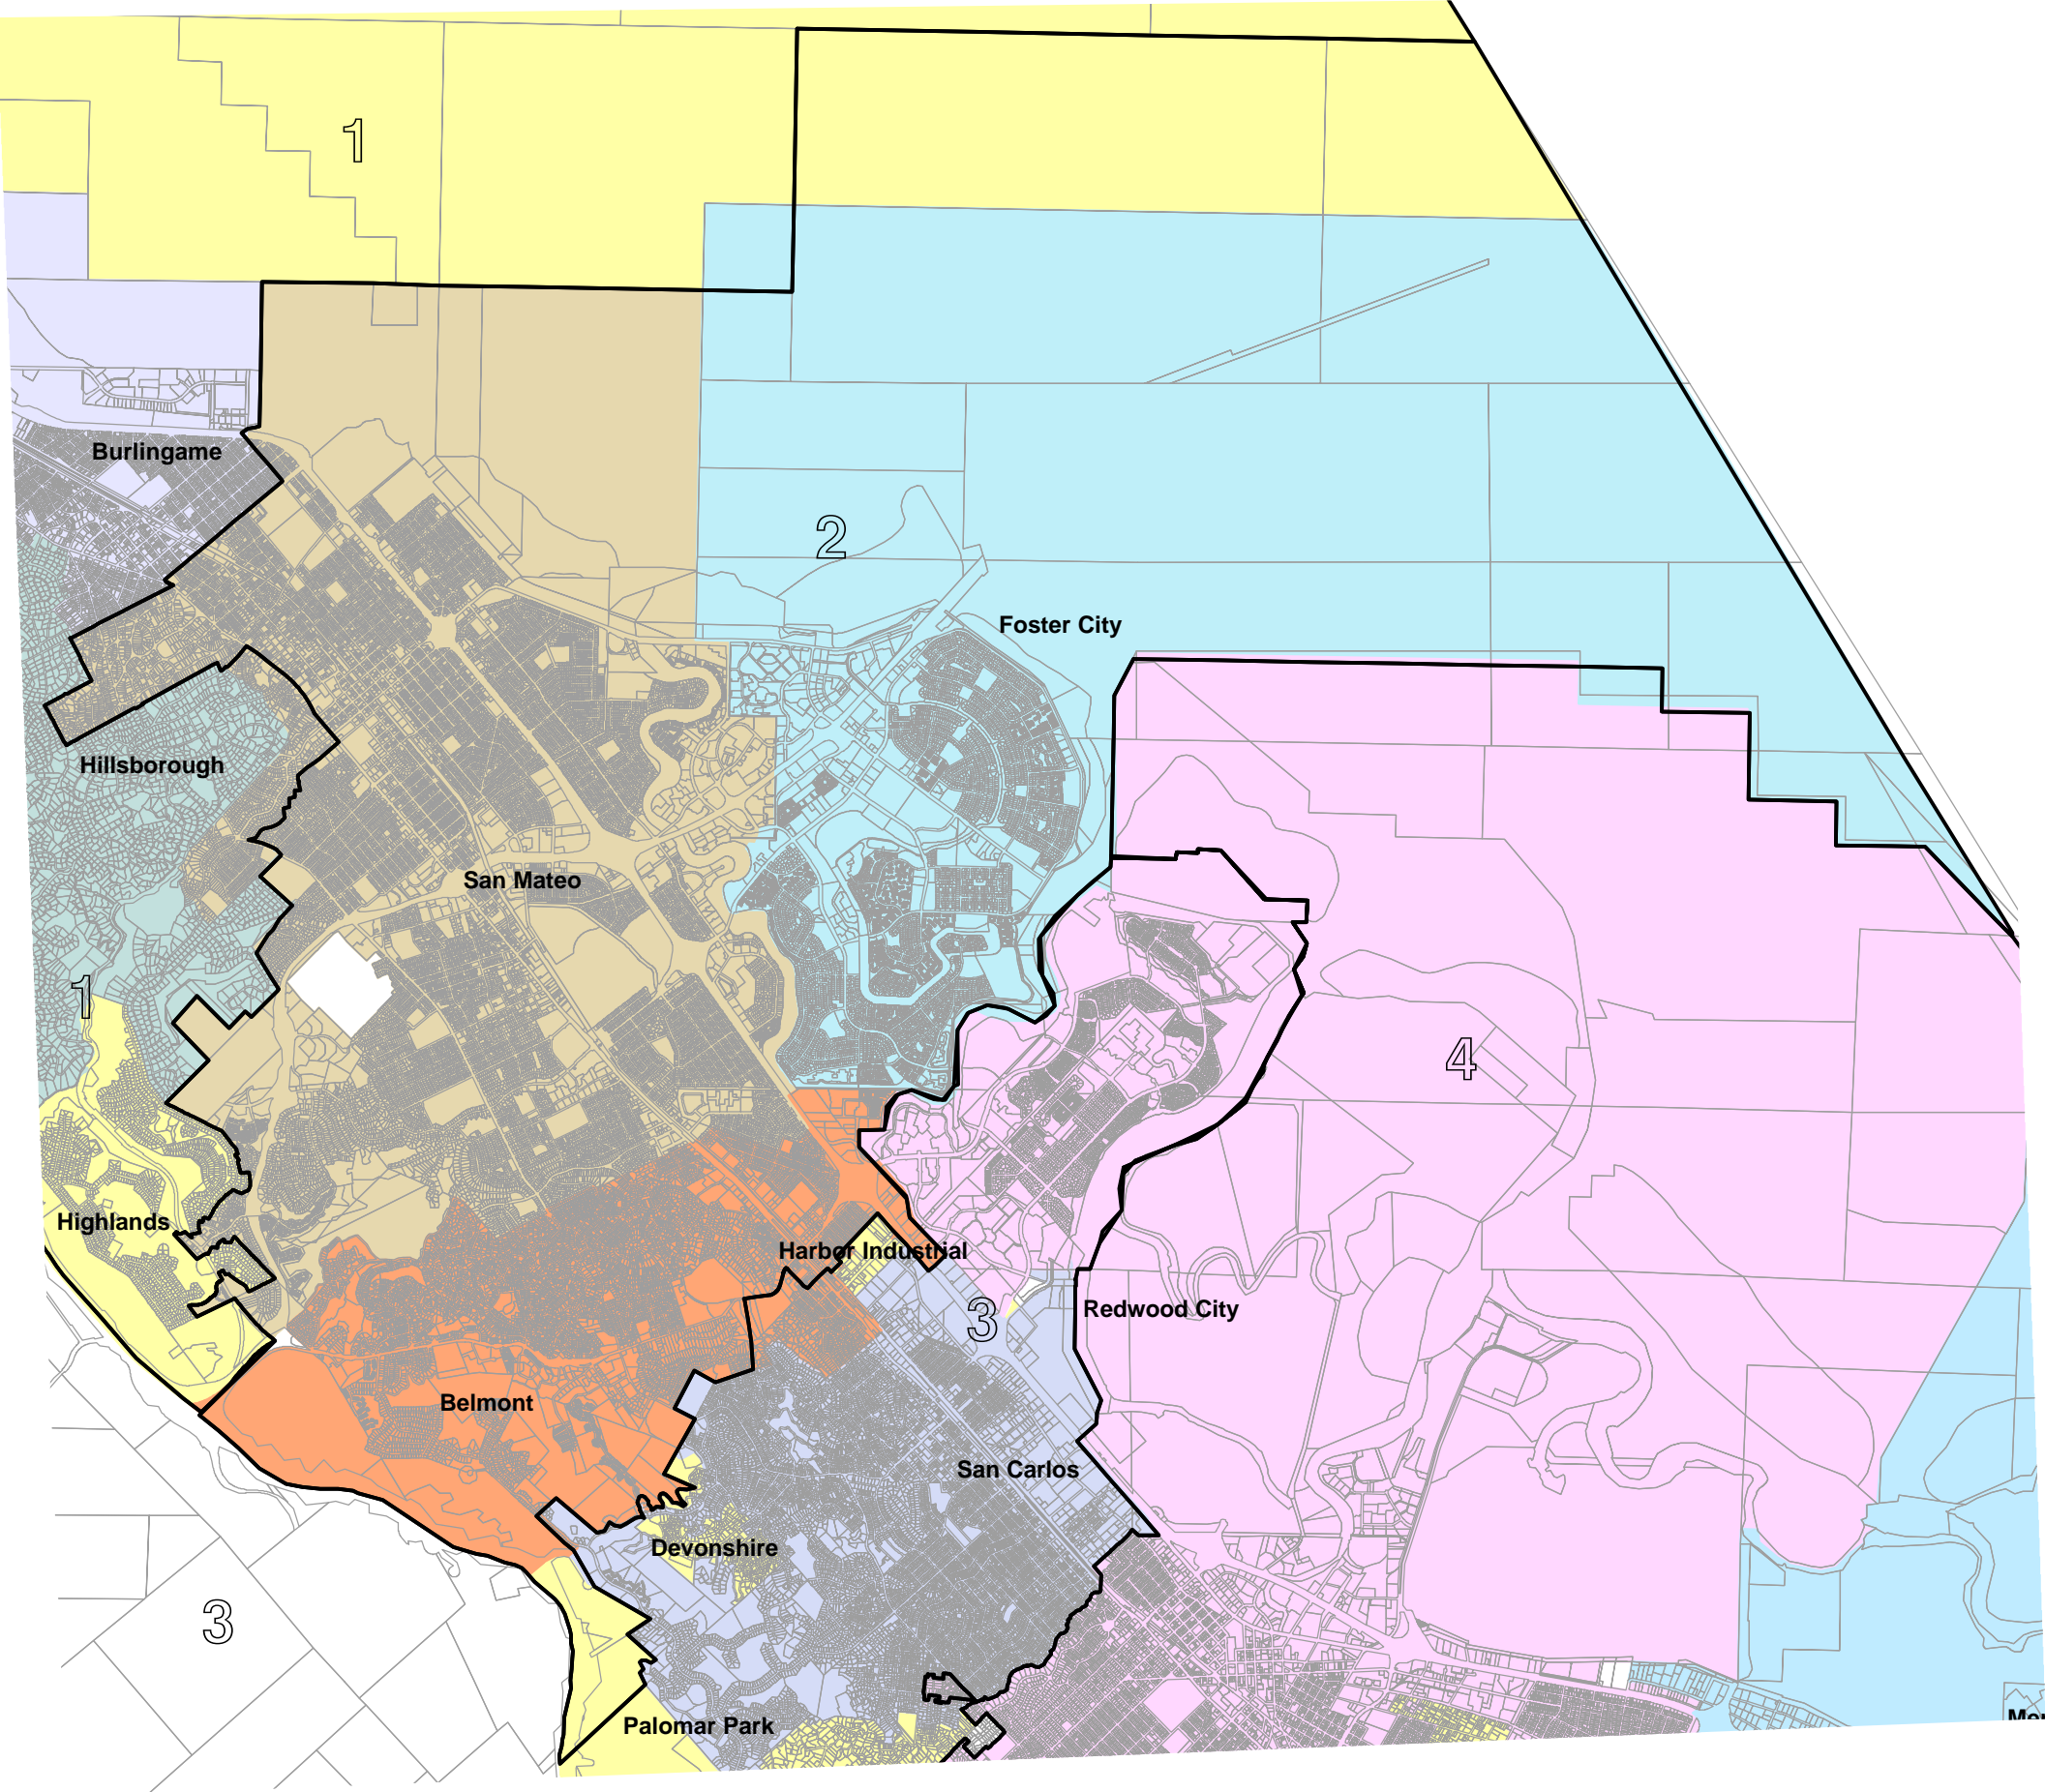 1
Burlingame
2
Foster City
Hillsborough
San Mateo
1
4
Highlands
Harbor Industrial
3
Redwood City
Belmont
San Carlos
Devonshire
3
Palomar Park